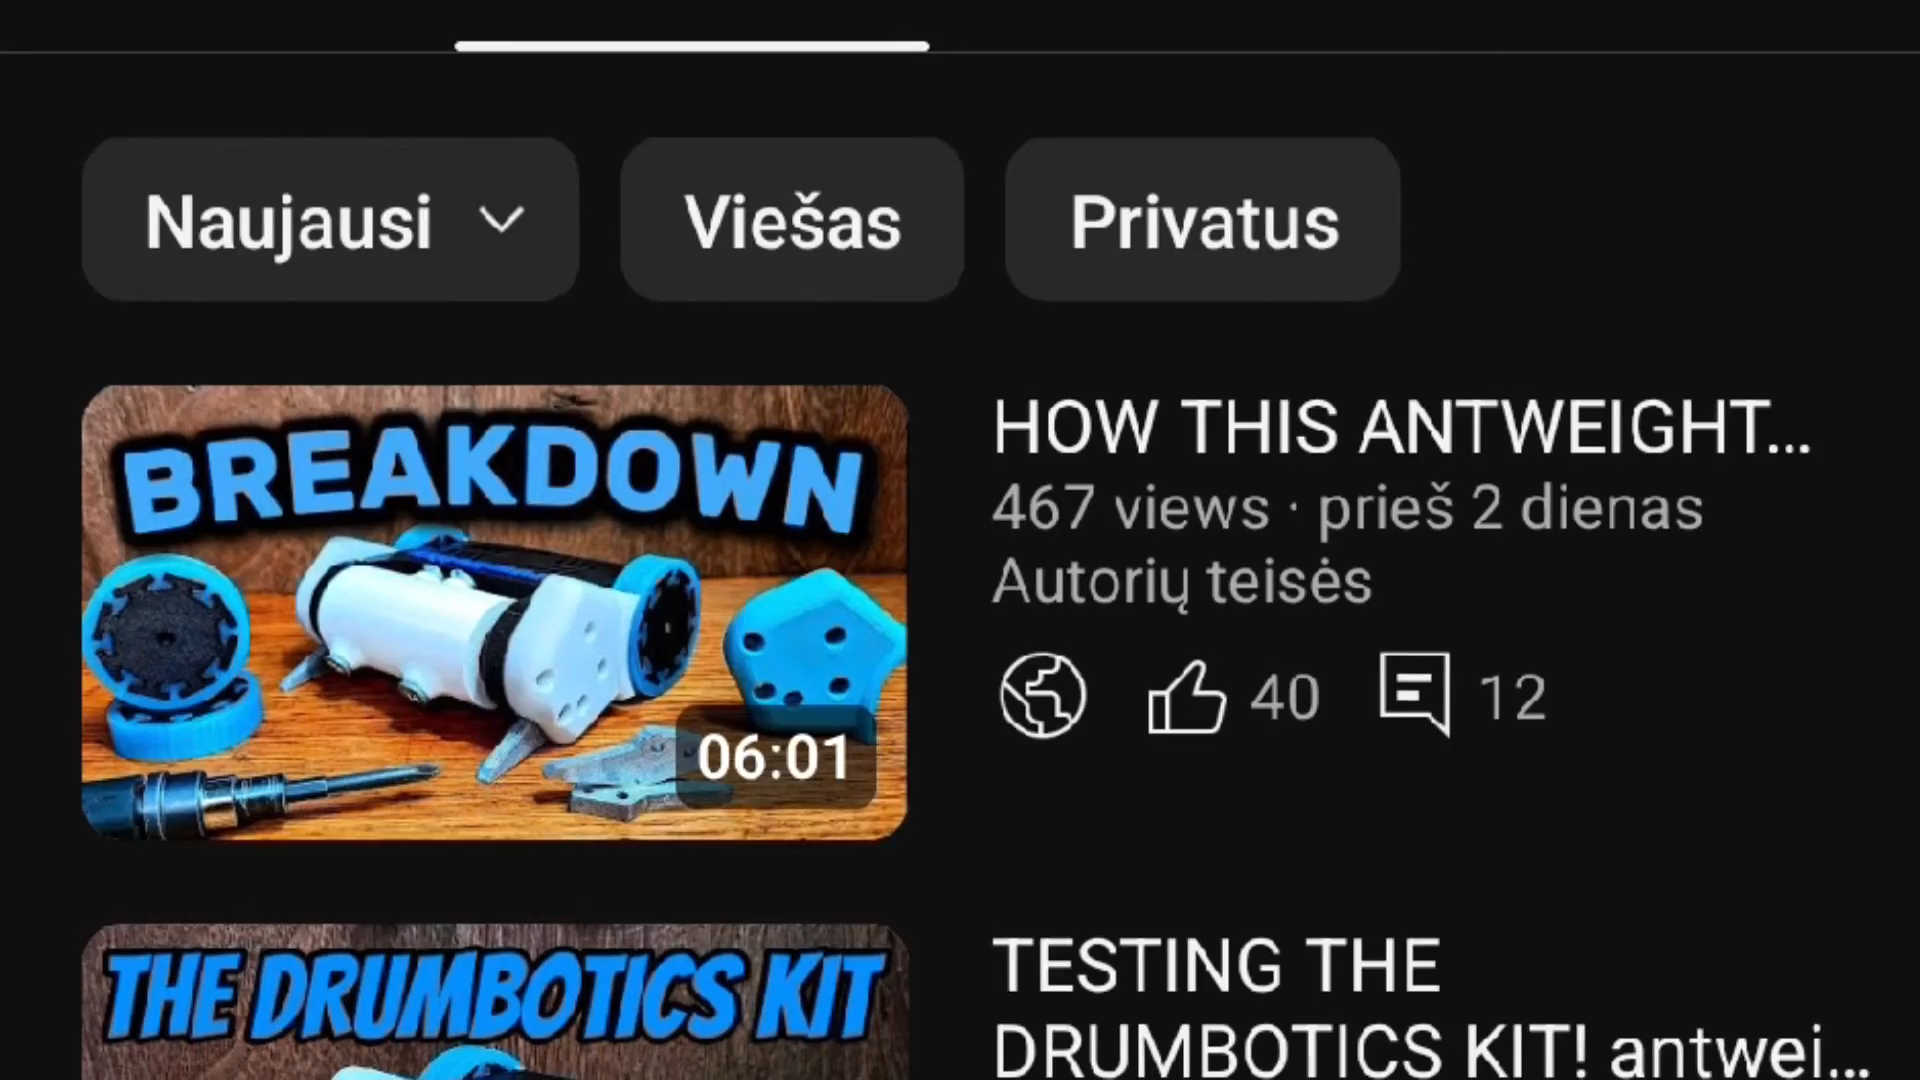 Naujausi
Viešas
Privatus
BREAKDOWN
06:01
HOW THIS ANTWEIGHT...
467 views · prieš 2 dienas
Autorių teisės
40
12
THE DRUMBOTICS KIT
TESTING THE
DRUMBOTICS KIT! antwei...